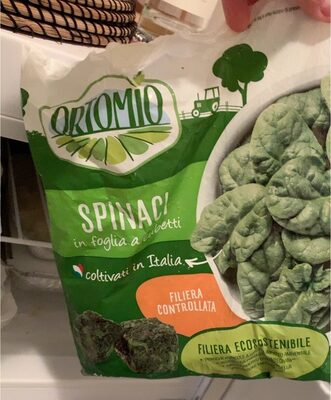 ORTOMIO
SPINACI
in foglia a cubetti
coltivati in Italia
FILIERA
CONTROLLATA
FILIERA ECOSOSTENIBILE